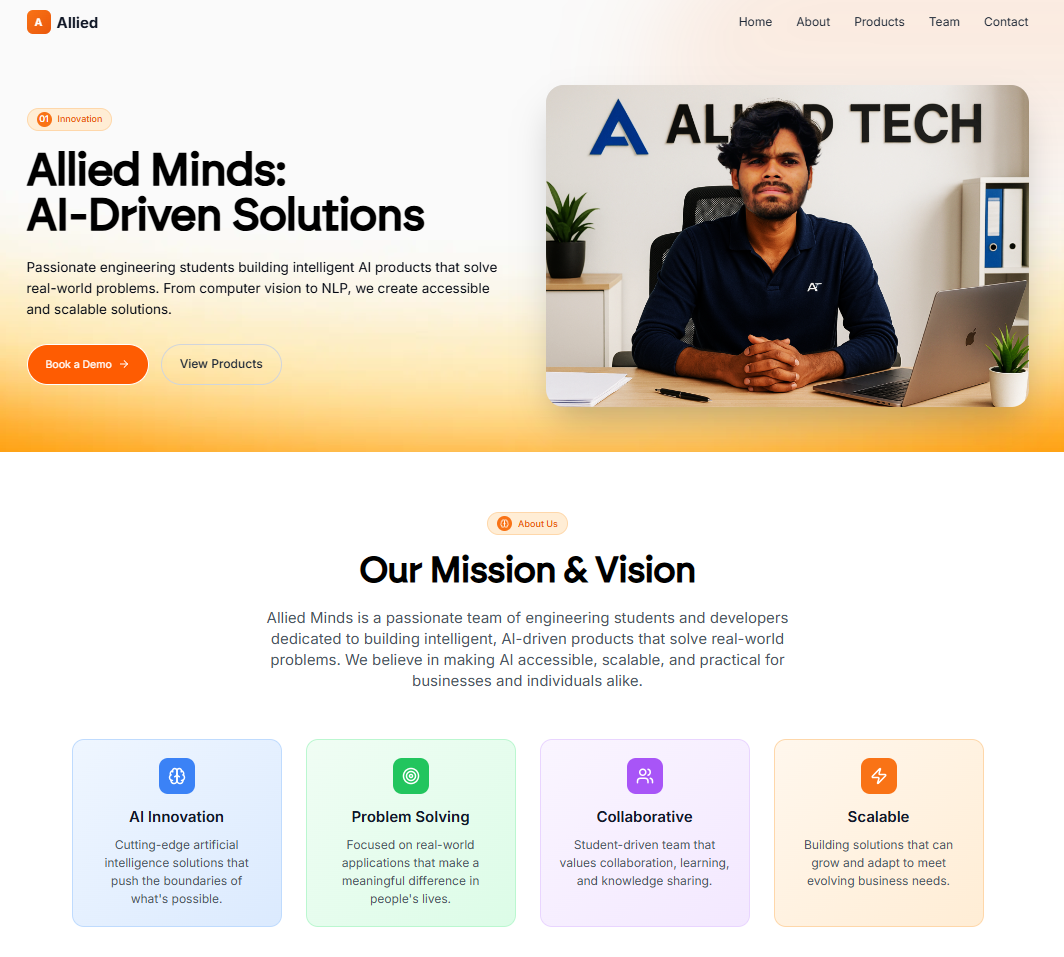 A Allied
Home About Products Team Contact
01 Innovation
Allied Minds:
AI-Driven Solutions
Passionate engineering students building intelligent AI products that solve
real-world problems. From computer vision to NLP, we create accessible
and scalable solutions.
Book a Demo →
View Products
TECH
AT
About Us
Our Mission & Vision
Allied Minds is a passionate team of engineering students and developers
dedicated to building intelligent, AI-driven products that solve real-world
problems. We believe in making AI accessible, scalable, and practical for
businesses and individuals alike.
AI Innovation
Cutting-edge artificial
intelligence solutions that
push the boundaries of
what's possible.
Problem Solving
Focused on real-world
applications that make a
meaningful difference in
people's lives.
Collaborative
Student-driven team that
values collaboration, learning,
and knowledge sharing.
Scalable
Building solutions that can
grow and adapt to meet
evolving business needs.